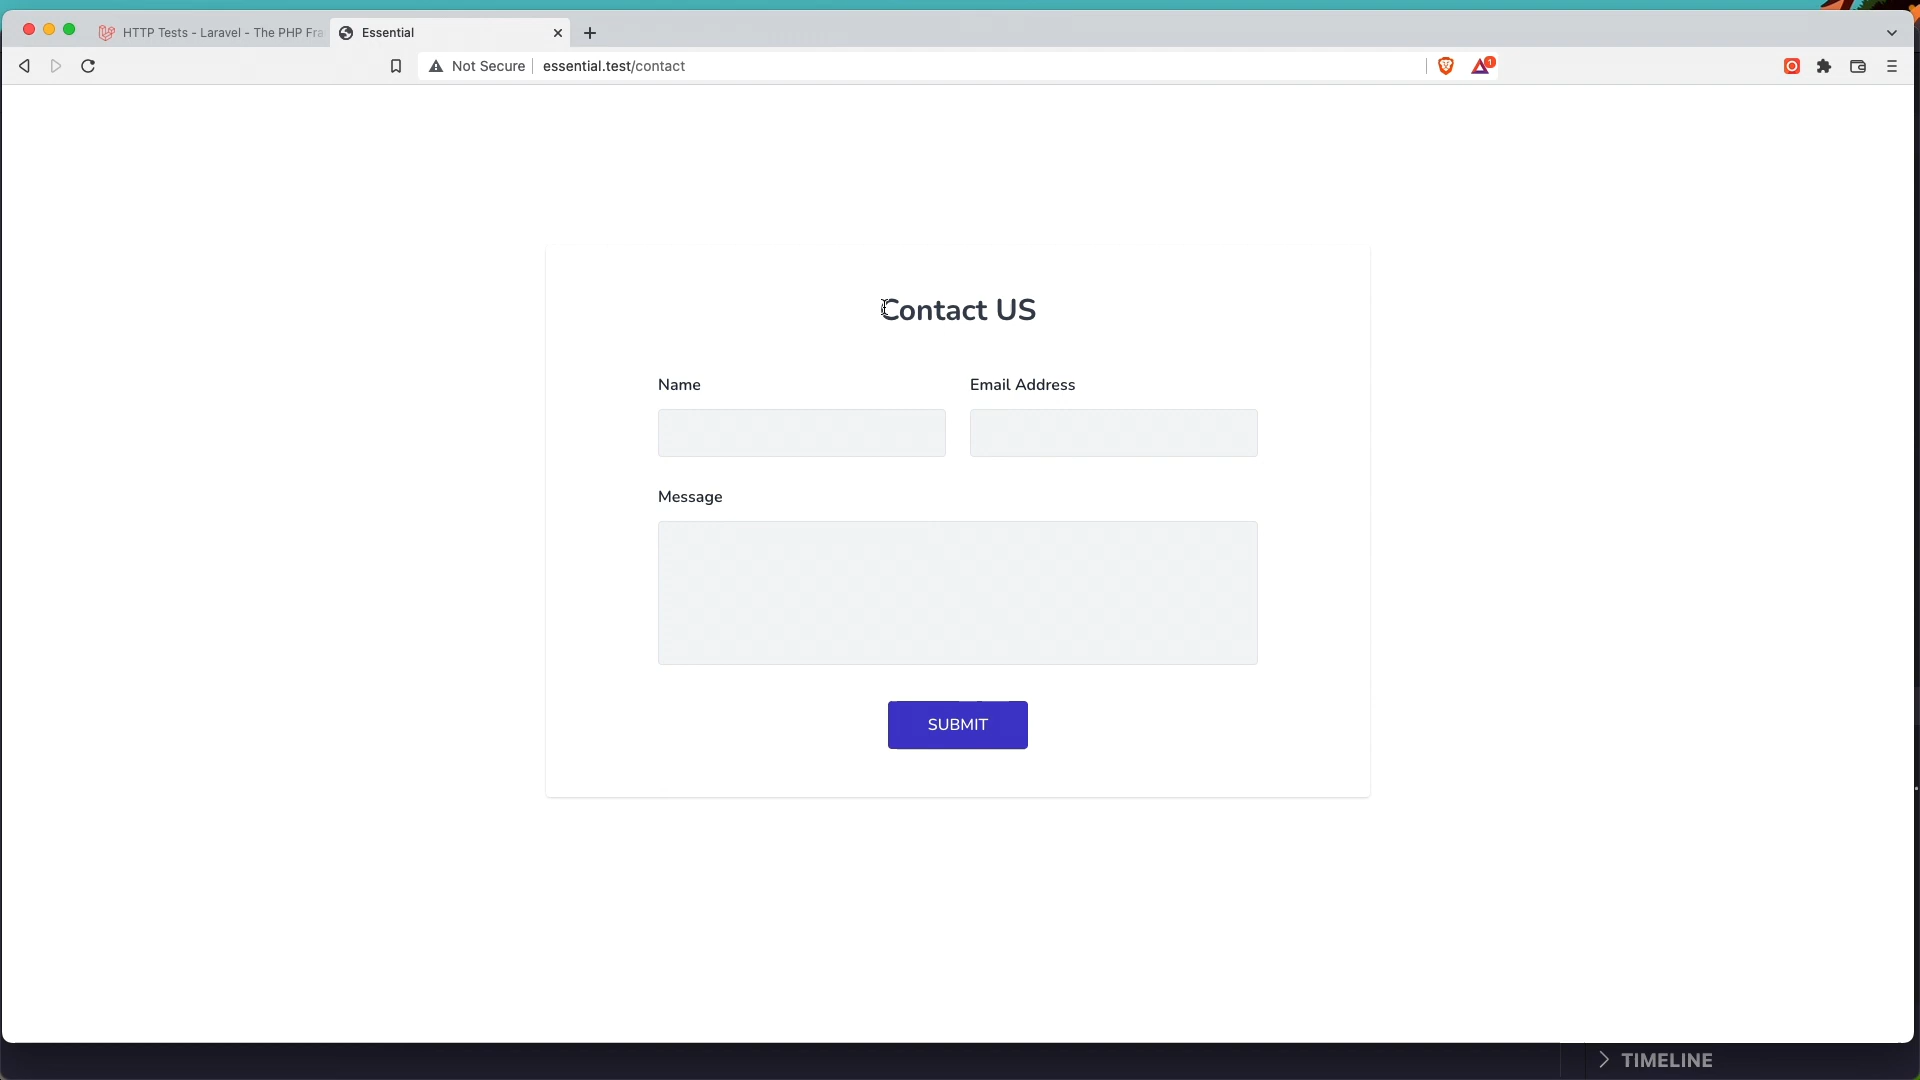 HTTP Tests - Laravel - The PHP Fra
Essential
Not Secure
essential.test/contact
1
Contact US
Name
Email Address
Message
SUBMIT
TIMELINE